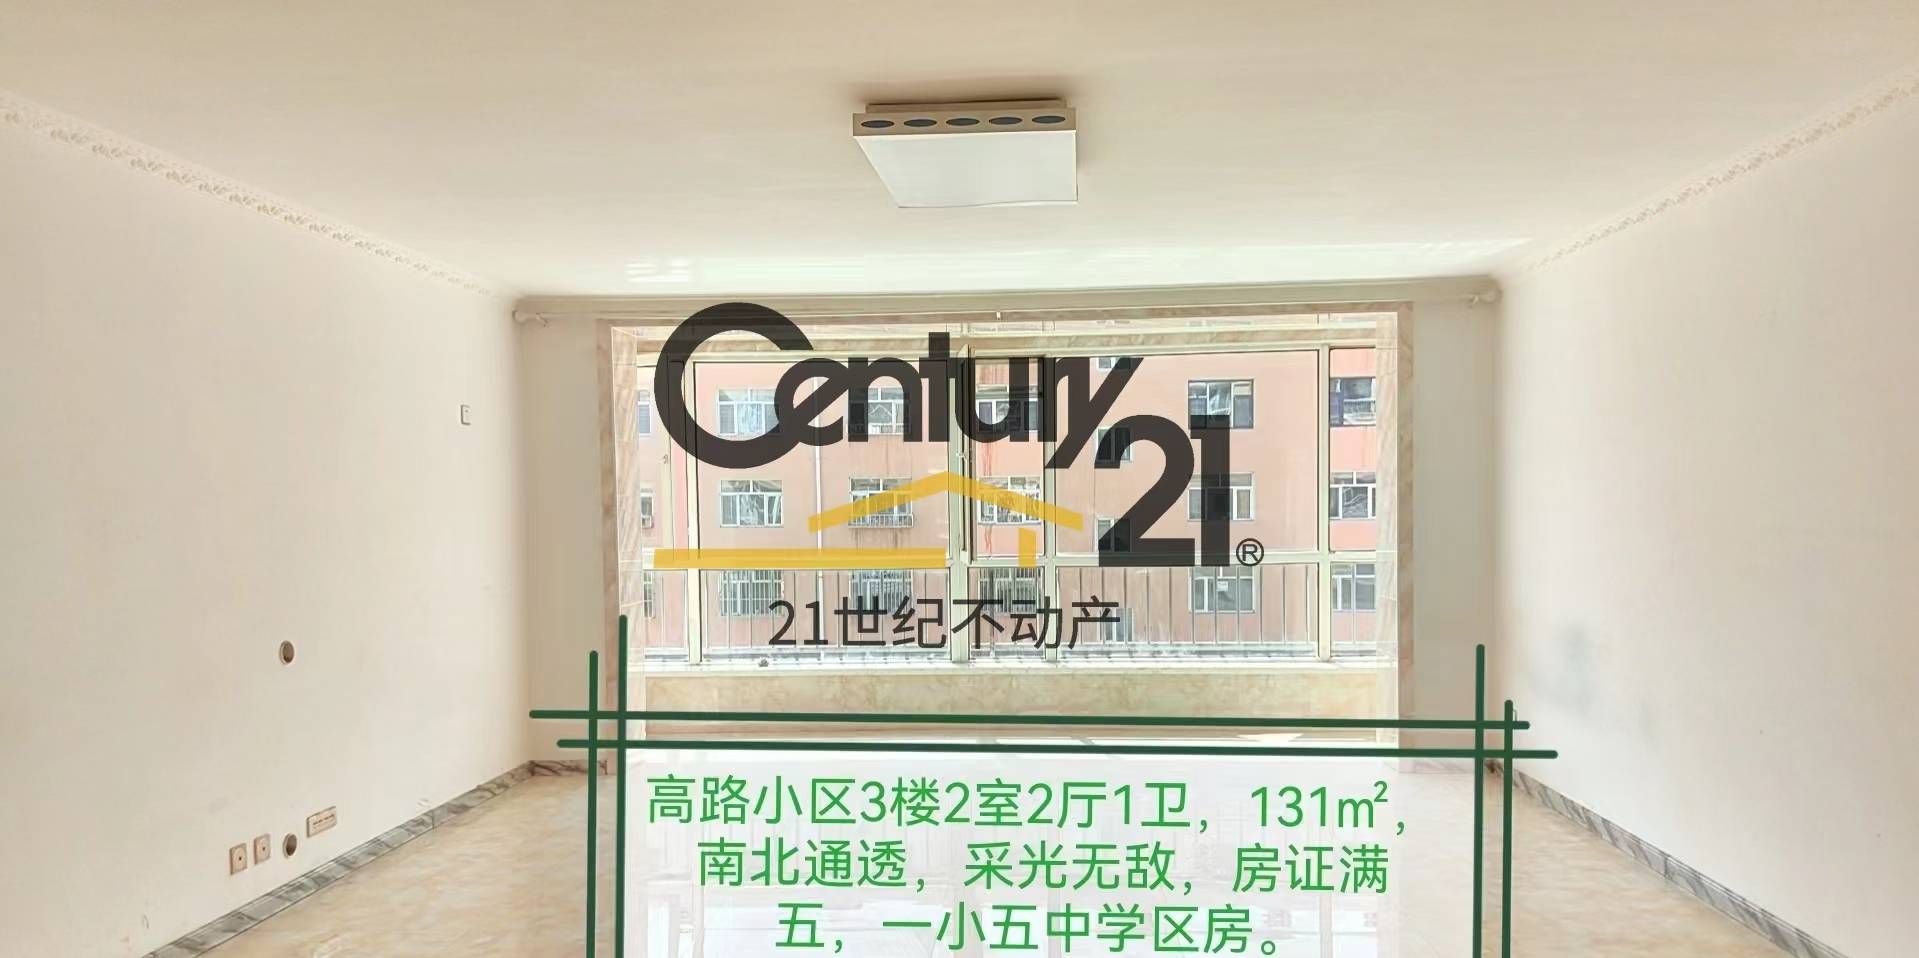 Century
21®
21世纪不动产
高路小区3楼2室2厅1卫，131㎡，
南北通透，采光无敌，房证满
五，一小五中学区房。